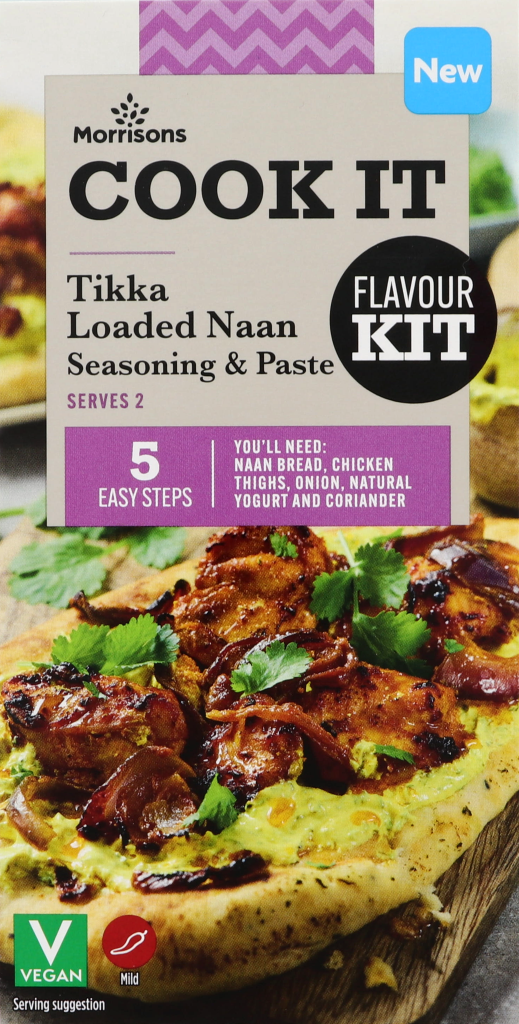 New
Morrisons
COOK IT
Tikka
Loaded Naan
Seasoning & Paste
SERVES 2
FLAVOUR
KIT
5
EASY STEPS
YOU'LL NEED:
NAAN BREAD, CHICKEN
THIGHS, ONION, NATURAL
YOGURT AND CORIANDER
V
VEGAN
Mild
Serving suggestion